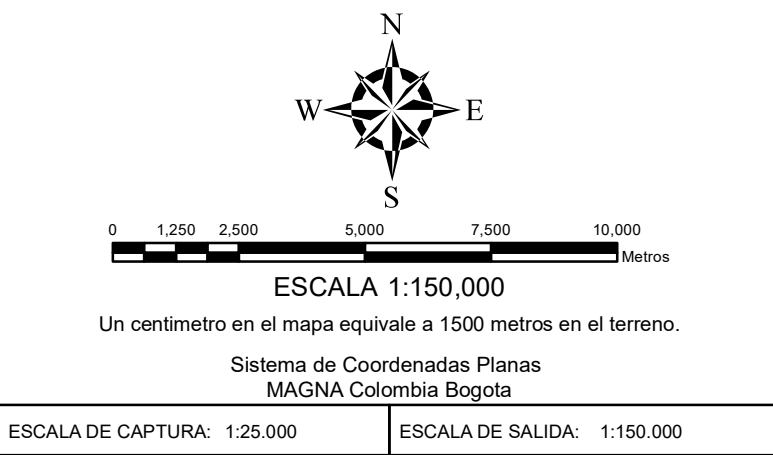 N
W E
S
0 1,250 2,500 5,000 7,500 10,000
Metros
ESCALA 1:150,000
Un centimetro en el mapa equivale a 1500 metros en el terreno.
Sistema de Coordenadas Planas
MAGNA Colombia Bogota
ESCALA DE CAPTURA: 1:25.000 ESCALA DE SALIDA: 1:150.000